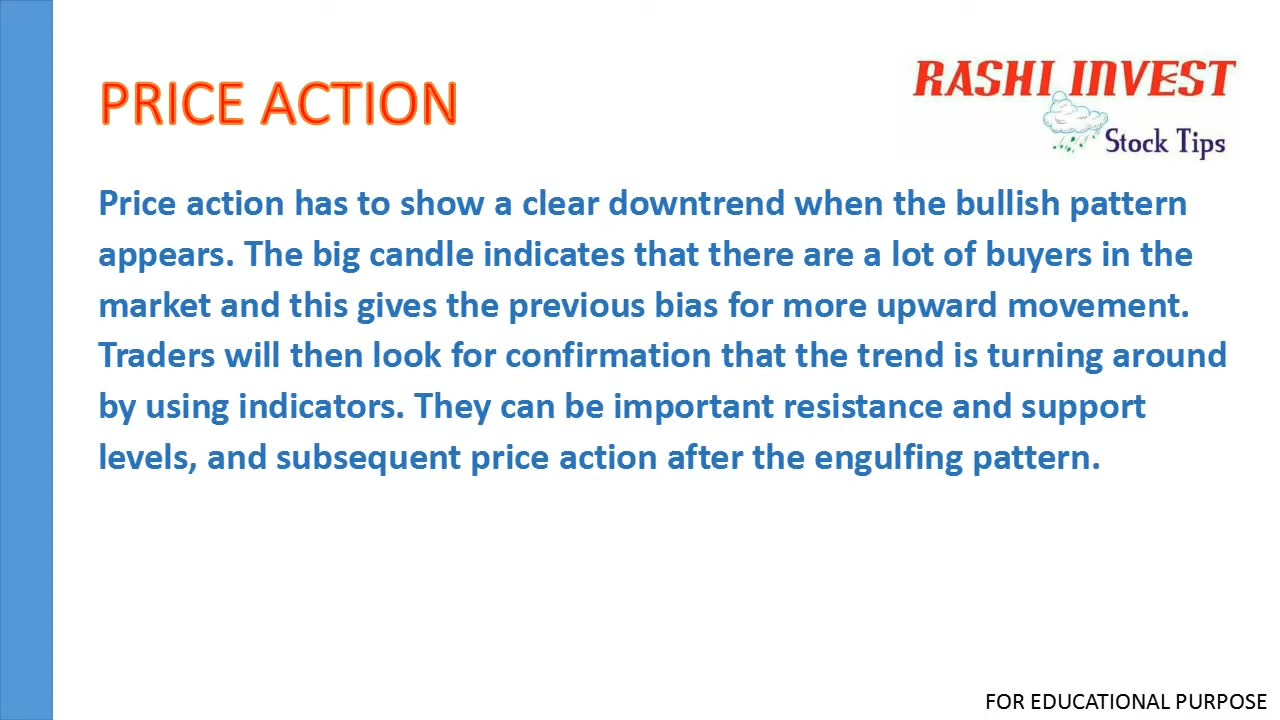 PRICE ACTION
RASHI INVEST
Stock Tips
Price action has to show a clear downtrend when the bullish pattern
appears. The big candle indicates that there are a lot of buyers in the
market and this gives the previous bias for more upward movement.
Traders will then look for confirmation that the trend is turning around
by using indicators. They can be important resistance and support
levels, and subsequent price action after the engulfing pattern.
FOR EDUCATIONAL PURPOSE